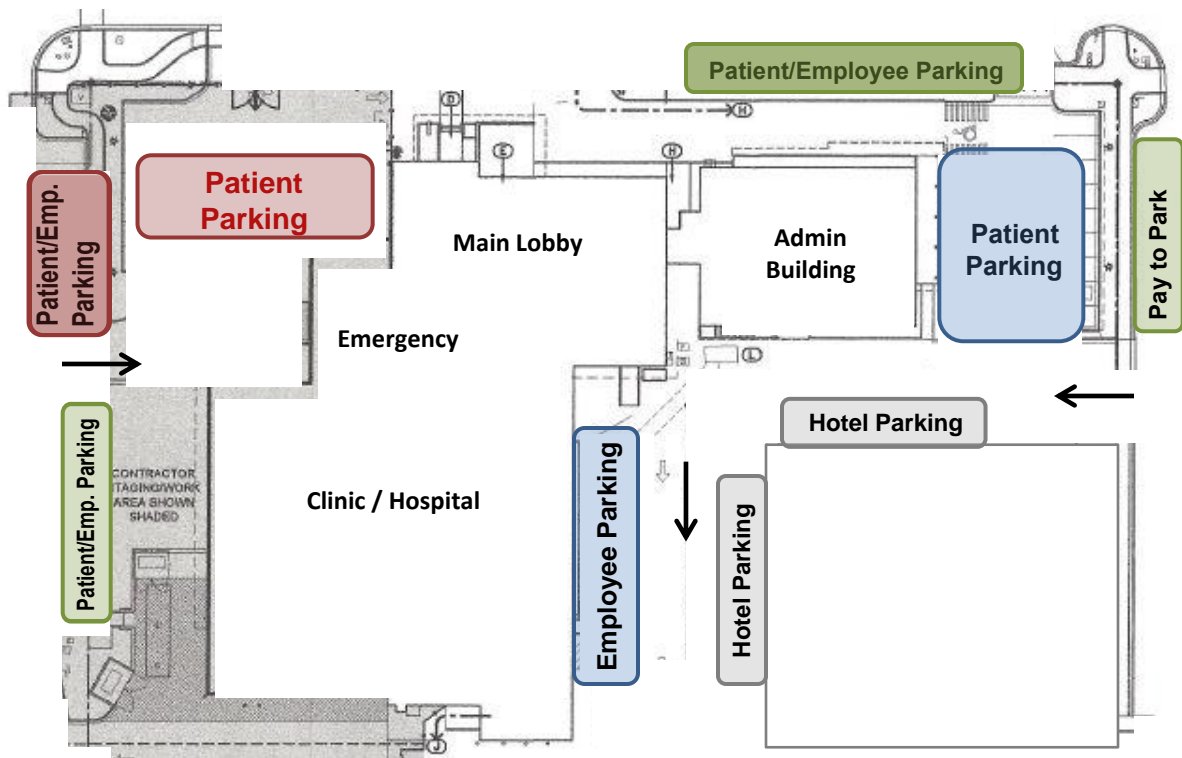 G
Patient/Employee Parking
V
D
H
E
R
Patient/Emp.
Parking
Patient
Parking
Main Lobby
Admin
Building
Patient
Parking
Pay to Park
Emergency
L
Hotel Parking
Patient/Emp. Parking
CONTRACTOR
STAGING/WORK
AREA SHOWN
SHADED
Clinic / Hospital
Employee Parking
Hotel Parking
J